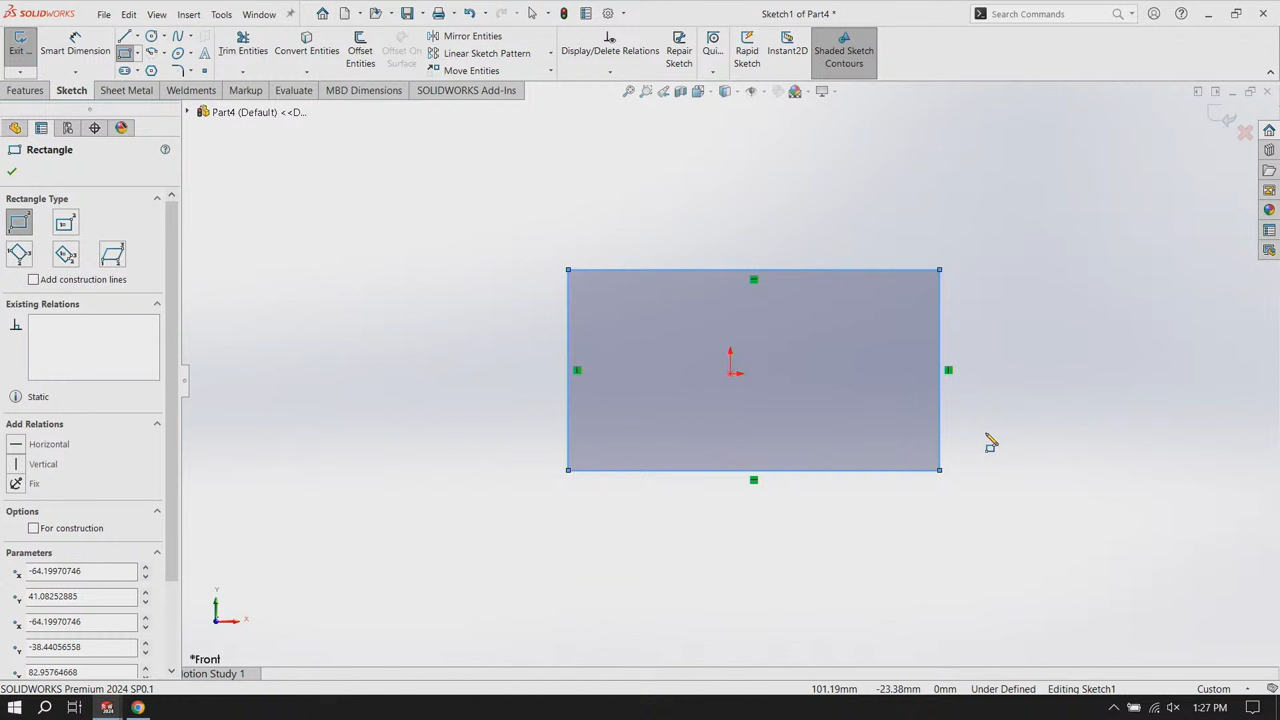 SOLIDWORKS File Edit View Insert Tools Window Sketch1 of Part4 * Search Commands
Exit ... Smart Dimension Trim Entities Convert Entities Offset Entities Offset On Surface Mirror Entities Linear Sketch Pattern Move Entities Display/Delete Relations Repair Sketch Qui... Rapid Sketch Instant2D Shaded Sketch Contours
Features Sketch Sheet Metal Weldments Markup Evaluate MBD Dimensions SOLIDWORKS Add-Ins
Part4 (Default) <<D...
Rectangle
Rectangle Type
Add construction lines
Existing Relations
Static
Add Relations
Horizontal
Vertical
Fix
Options
For construction
Parameters
-64.19970746
41.08252885
-64.19970746
-38.44056558
82.95764668
Y
X
*Front
otion Study 1
SOLIDWORKS Premium 2024 SP0.1 101.19mm -23.38mm 0mm Under Defined Editing Sketch1 Custom
1:27 PM